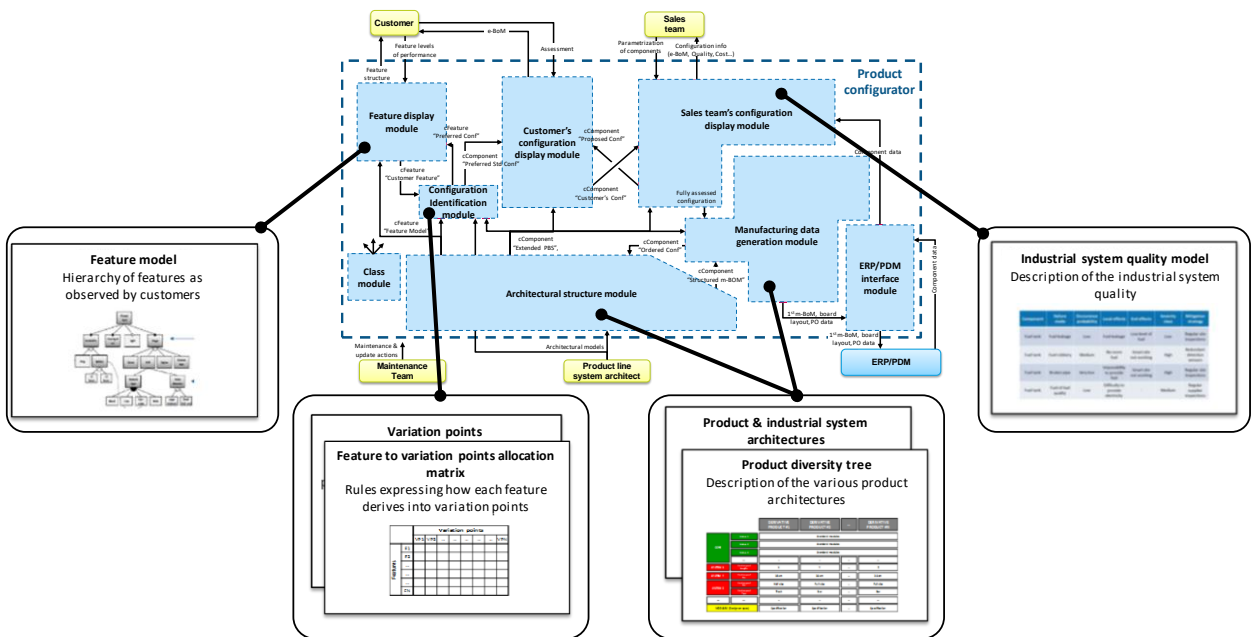 Customer
Sales
team
e-BoM
Feature levels
of performance
Assessment
Parametrization
of components
Configuration info
(e-BoM, Quality, Cost...)
Feature
structure
Product
configurator
Feature display
module
cFeature
"Preferred Conf"
Customer's
configuration
display module
cComponent
"Proposed Conf"
Sales team's configuration
display module
cComponent
"Preferred Std Conf"
Component data
cFeature
"Customer Feature"
Configuration
Identification
module
cComponent
"Customer's Conf"
Fully assessed
configuration
cFeature
"Feature Model"
Manufacturing data
generation module
cComponent
"Extended PBS",
cComponent
"Ordered Conf"
Class
module
cComponent
"Structured m-BOM"
ERP/PDM
interface
module
Component data
Architectural structure module
1st m-BoM, board
layout,PO data
1st m-BoM, board
layout,PO data
Maintenance &
update actions
Architectural models
Maintenance
Team
Product line
system architect
ERP/PDM
Feature model
Hierarchy of features as
observed by customers
Industrial system quality model
Description of the industrial system
quality
Variation points
Feature to variation points allocation
matrix
Rules expressing how each feature
derives into variation points
Variation points
VP1 VP2 ... ... ... ... ... VPN
Features
F1
F2
...
...
...
Product & industrial system
architectures
Product diversity tree
Description of the various product
architectures